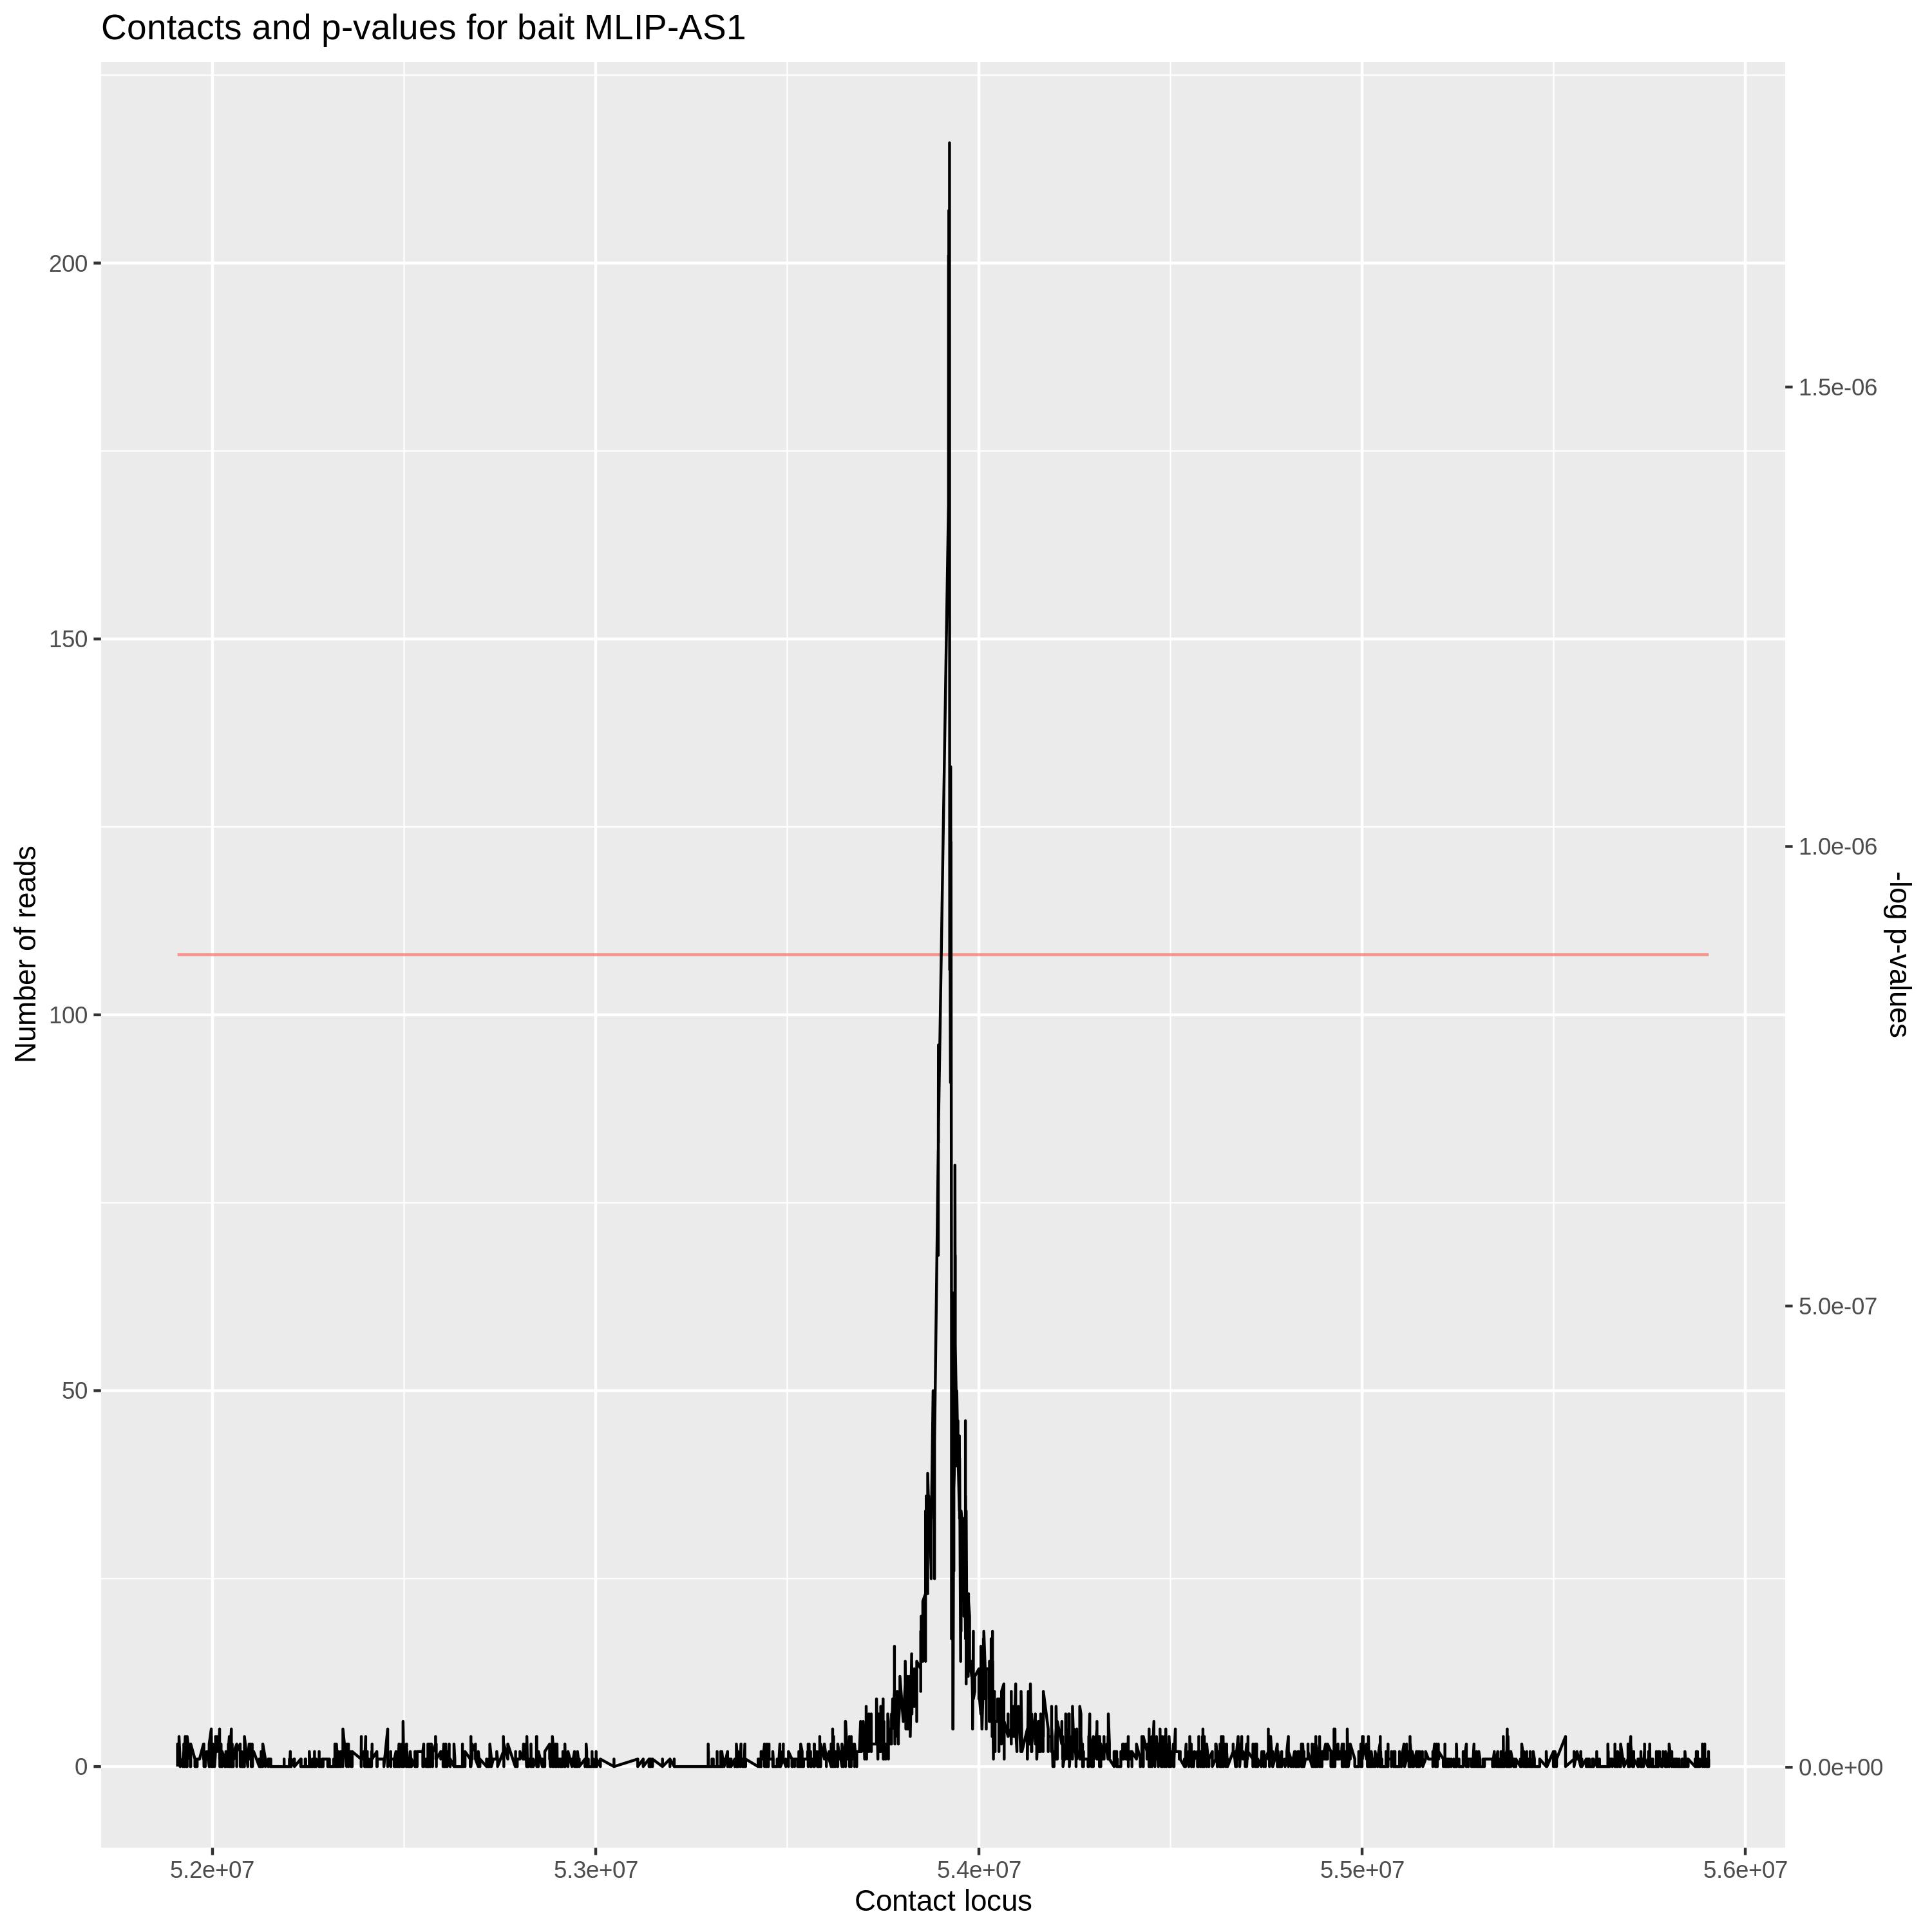 Contacts and p-values for bait MLIP-AS1
200
150
100
50
0
Number of reads
1.5e-06
1.0e-06
5.0e-07
0.0e+00
-log p-values
5.2e+07
5.3e+07
5.4e+07
5.5e+07
5.6e+07
Contact locus